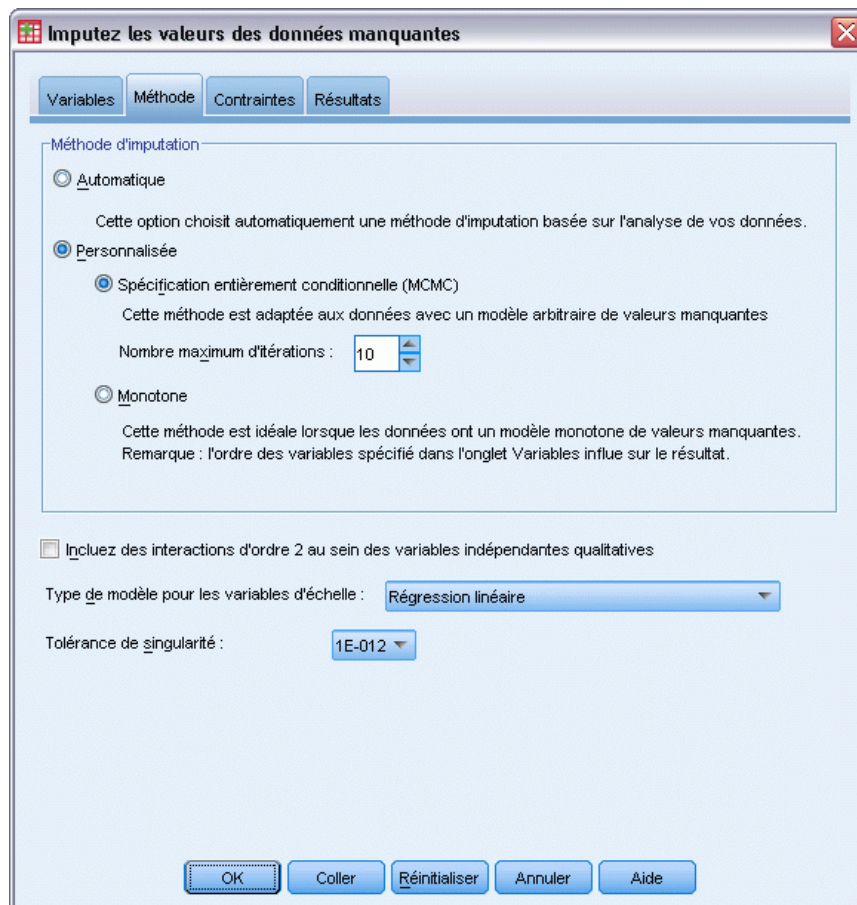 Imputez les valeurs des données manquantes
Variables Méthode Contraintes Résultats
Méthode d'imputation
Automatique
Cette option choisit automatiquement une méthode d'imputation basée sur l'analyse de vos données.
Personnalisée
Spécification entièrement conditionnelle (MCMC)
Cette méthode est adaptée aux données avec un modèle arbitraire de valeurs manquantes
Nombre maximum d'itérations : 10
Monotone
Cette méthode est idéale lorsque les données ont un modèle monotone de valeurs manquantes.
Remarque : l'ordre des variables spécifié dans l'onglet Variables influe sur le résultat.
Incluez des interactions d'ordre 2 au sein des variables indépendantes qualitatives
Type de modèle pour les variables d'échelle : Régression linéaire
Tolérance de singularité : 1E-012
OK Coller Réinitialiser Annuler Aide